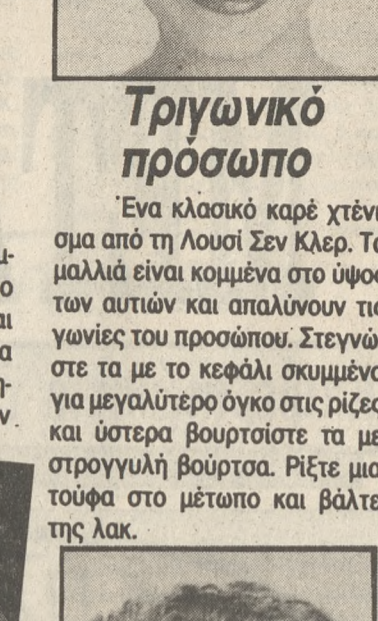 Τριγωνικό
πρόσωπο
Ένα κλασικό καρέ χτένι
σμα από τη Λουσί Σεν Κλερ. Τα
μαλλιά είναι κομμένα στο ύψος
των αυτιών και απαλύνουν τις
γωνίες του προσώπου. Στεγνώ
στε τα με το κεφάλι σκυμμένο
για μεγαλύτερο όγκο στις ρίζες
και ύστερα βουρτσίστε τα με
στρογγυλή βούρτσα. Ρίξτε μια
τούφα στο μέτωπο και βάλτε
της λακ.